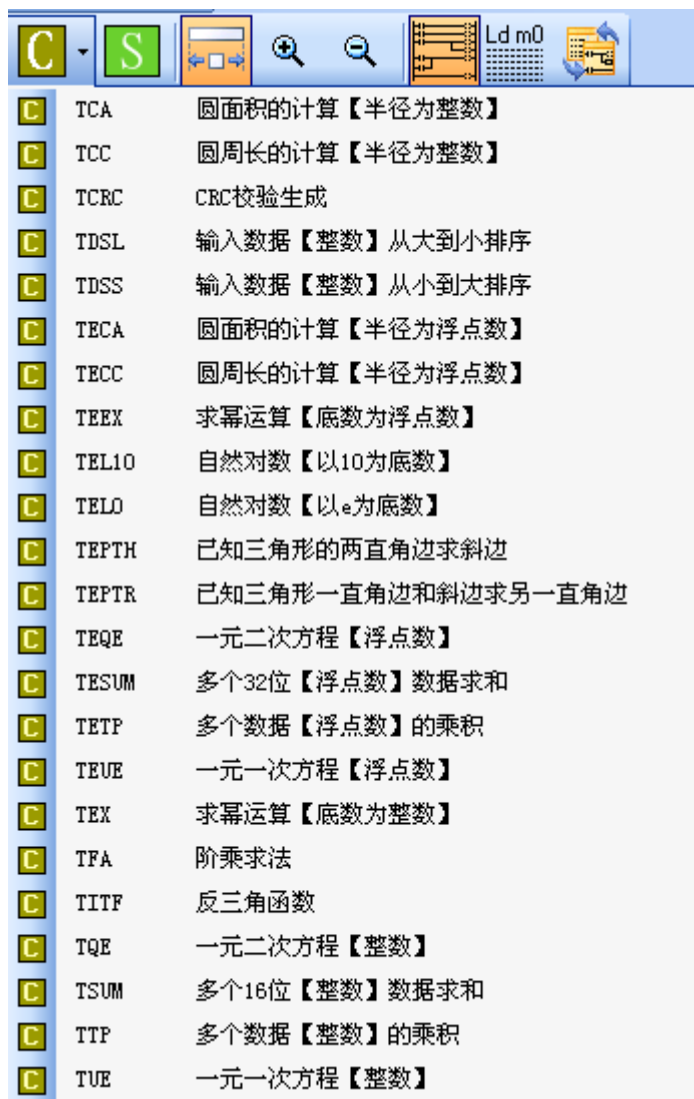 C S Ld m0
C TCA 圆面积的计算【半径为整数】
C TCC 圆周长的计算【半径为整数】
C TCRC CRC校验生成
C TDSL 输入数据【整数】从大到小排序
C TDSS 输入数据【整数】从小到大排序
C TECA 圆面积的计算【半径为浮点数】
C TECC 圆周长的计算【半径为浮点数】
C TEEX 求幂运算【底数为浮点数】
C TEL10 自然对数【以10为底数】
C TELO 自然对数【以e为底数】
C TEPTH 已知三角形的两直角边求斜边
C TEPTR 已知三角形一直角边和斜边求另一直角边
C TEQE 一元二次方程【浮点数】
C TESUM 多个32位【浮点数】数据求和
C TETP 多个数据【浮点数】的乘积
C TEUE 一元一次方程【浮点数】
C TEX 求幂运算【底数为整数】
C TFA 阶乘求法
C TITF 反三角函数
C TQE 一元二次方程【整数】
C TSUM 多个16位【整数】数据求和
C TTP 多个数据【整数】的乘积
C TUE 一元一次方程【整数】